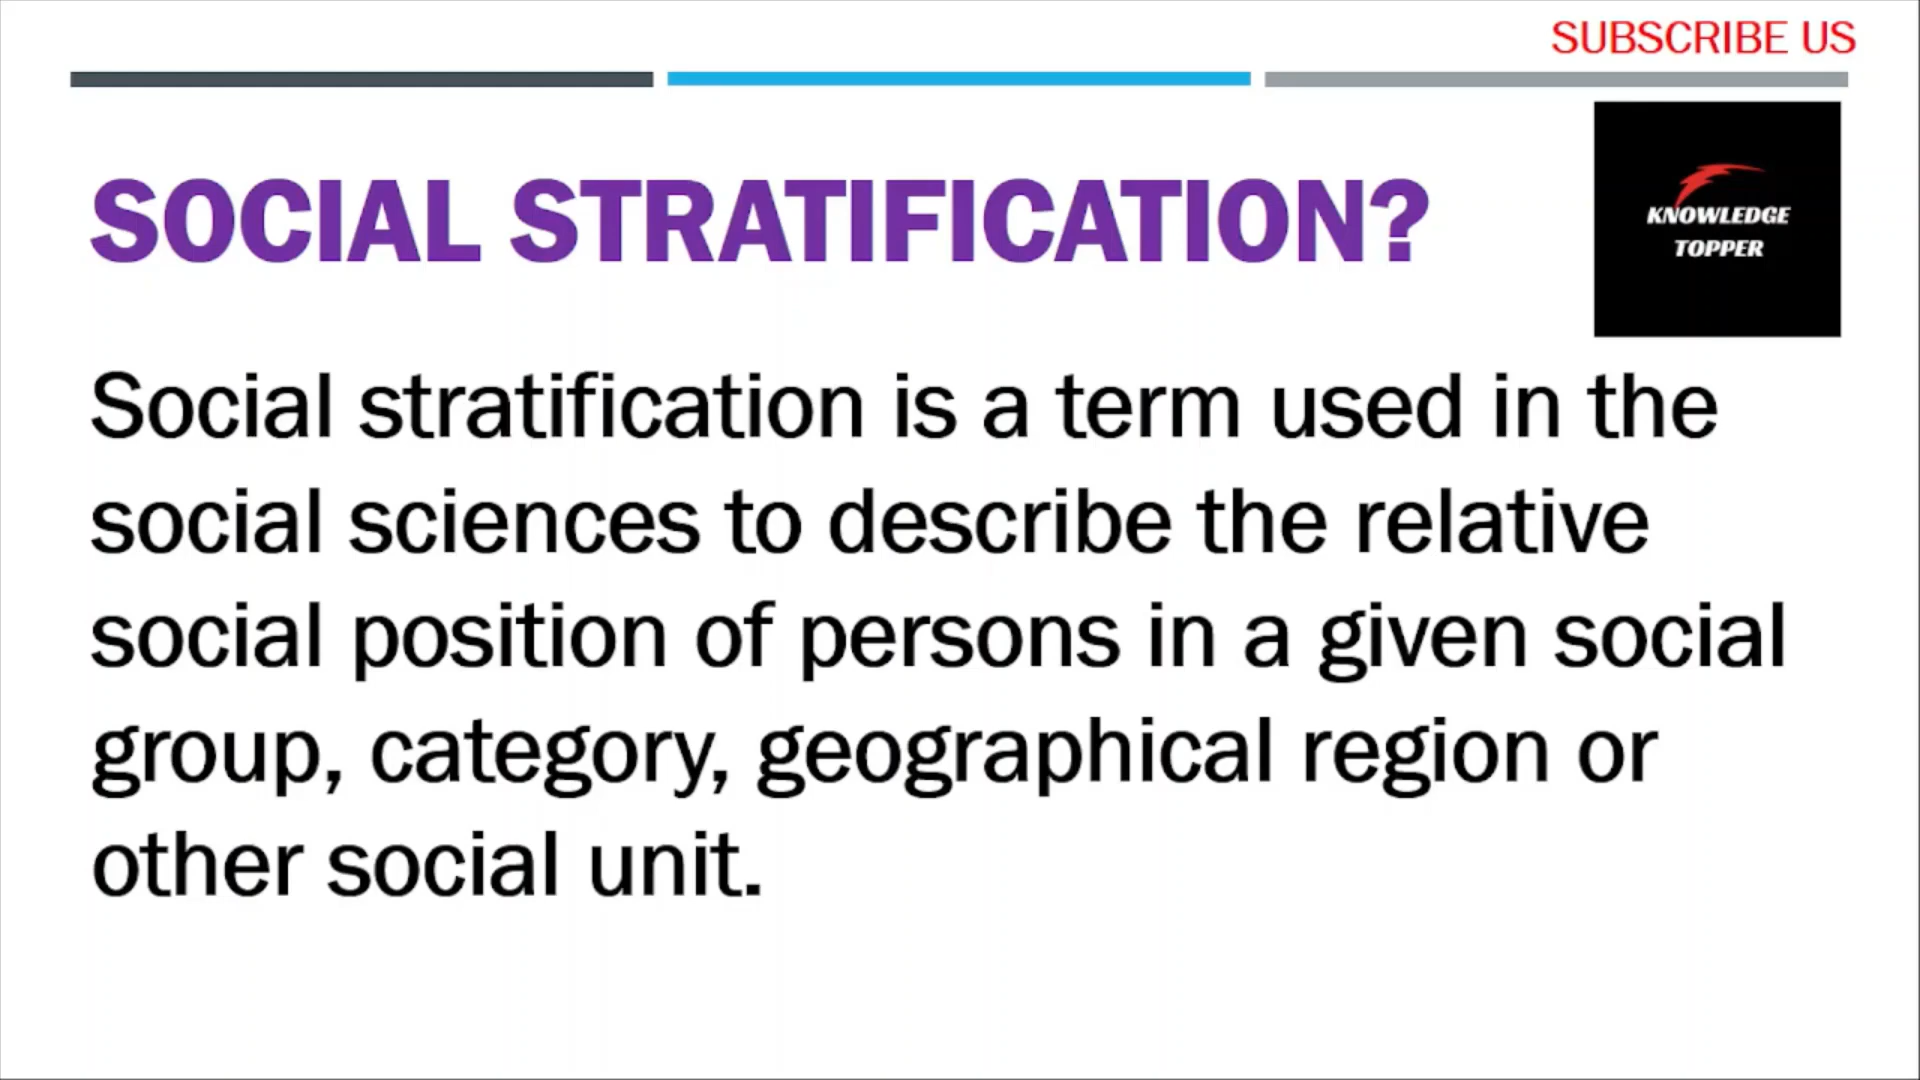 SUBSCRIBE US
KNOWLEDGE
TOPPER
SOCIAL STRATIFICATION?
Social stratification is a term used in the
social sciences to describe the relative
social position of persons in a given social
group, category, geographical region or
other social unit.